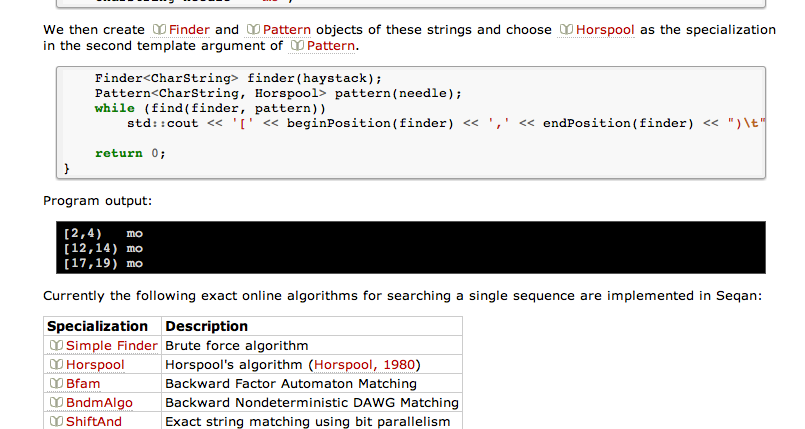 We then create Finder and Pattern objects of these strings and choose Horspool as the specialization
in the second template argument of Pattern.
Finder<CharString> finder(haystack);
Pattern<CharString, Horspool> pattern(needle);
while (find(finder, pattern))
std::cout << '[' << beginPosition(finder) << ',' << endPosition(finder) << ")\t"
return 0;
}
Program output:
[2,4) mo
[12,14) mo
[17,19) mo
Currently the following exact online algorithms for searching a single sequence are implemented in Seqan:
Specialization Description
Simple Finder Brute force algorithm
Horspool Horspool's algorithm (Horspool, 1980)
Bfam Backward Factor Automaton Matching
BndmAlgo Backward Nondeterministic DAWG Matching
ShiftAnd Exact string matching using bit parallelism